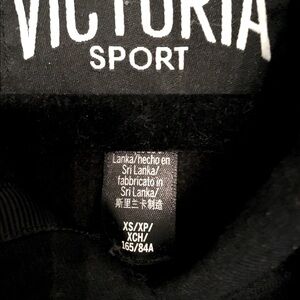 VICTORIA
SPORT
Lanka/hecho en
Sri Lanka/
fabbricato in
Sri Lanka/
斯里兰卡制造
XS/XP/
XCH/
165/84A